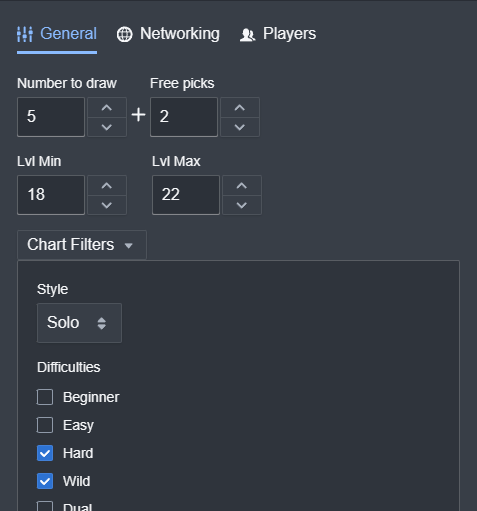 General Networking Players
Number to draw Free picks
5 + 2
Lvl Min Lvl Max
18 22
Chart Filters
Style
Solo
Difficulties
Beginner
Easy
Hard
Wild
Dual